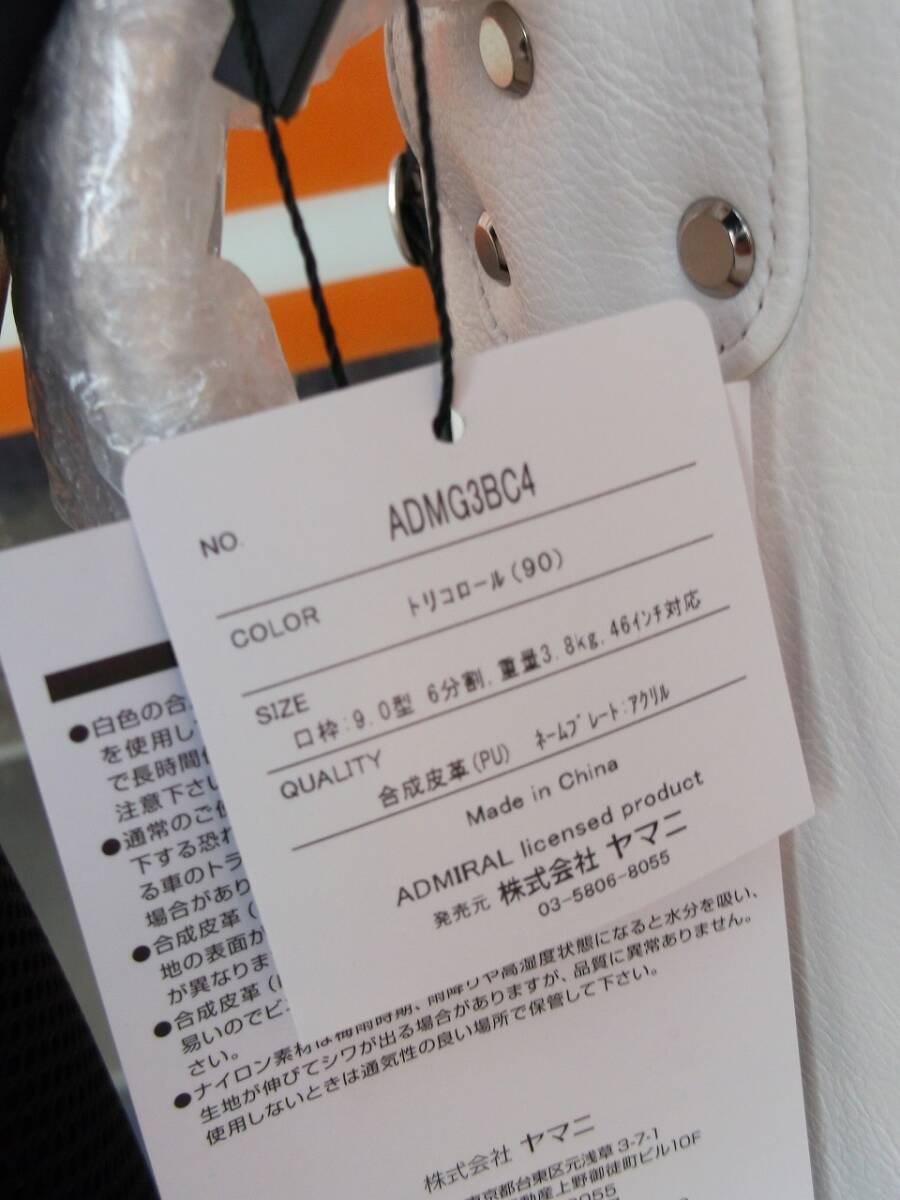 NO. ADMG3BC4
COLOR トリコロール(90)
SIZE
口枠:9.0型 6分割,重量3.8kg,46インチ対応
QUALITY
合成皮革(PU) ネームプレート:アクリル
Made in China
ADMIRAL licensed product
発売元 株式会社 ヤマニ
03-5806-8055
●白色の合
を使用し
で長時間
注意下さい
●通常のご
下する恐れ
る車のトラ
場合があり
●合成皮革(
地の表面が
が異なりま
●合成皮革(
易いのでビ
さい。
●ナイロン素材は梅雨時期、雨降りや高湿度状態になると水分を吸い、
生地が伸びてシワが出る場合がありますが、品質に異常ありません。
使用しないときは通気性の良い場所で保管して下さい。
株式会社 ヤマニ
東京都台東区元浅草 3-7-1
動産上野御徒町ビル10F
8055